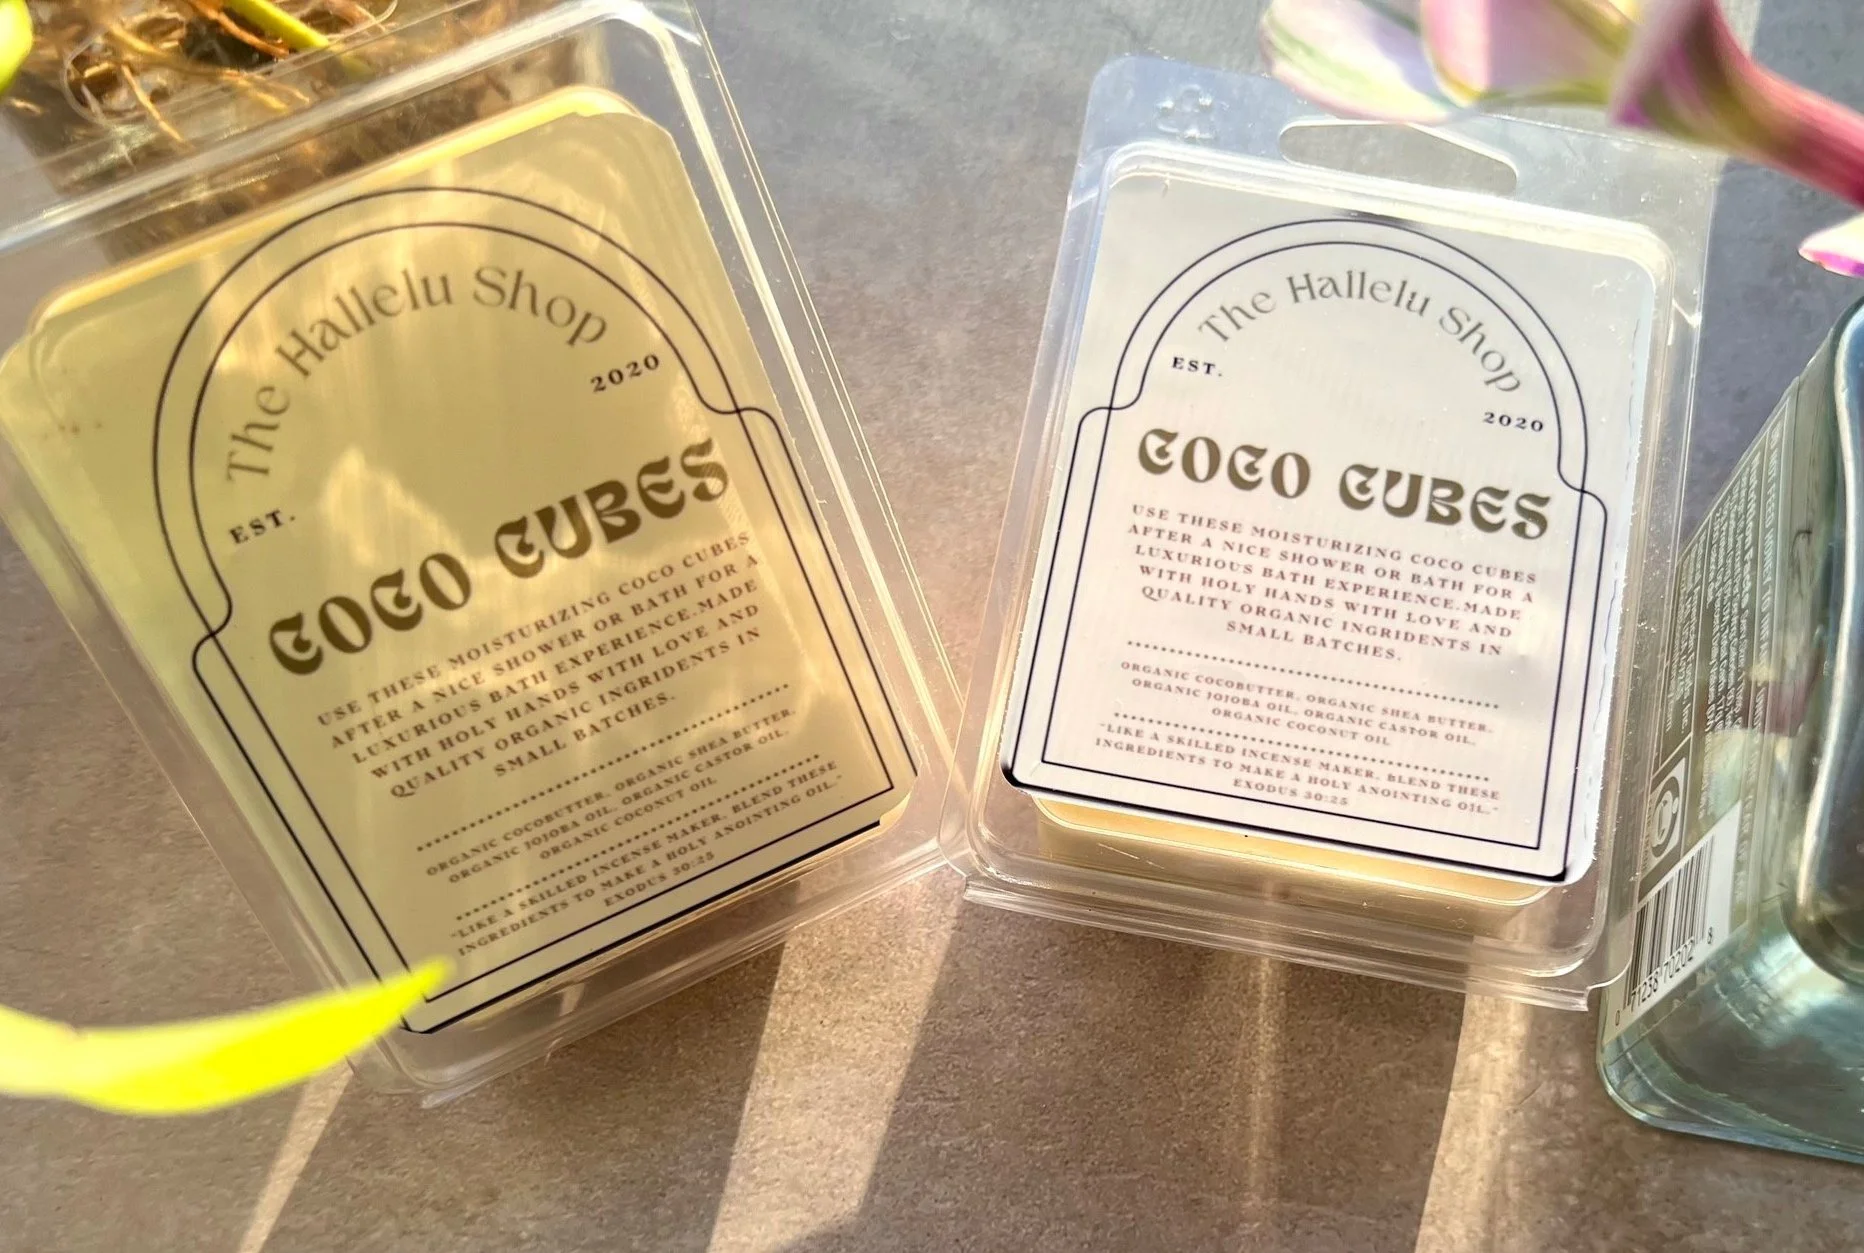 The Hallelu Shop
EST. 2020
COCO CUBES
USE THESE MOISTURIZING COCO CUBES
AFTER A NICE SHOWER OR BATH FOR A
LUXURIOUS BATH EXPERIENCE.MADE
WITH HOLY HANDS WITH LOVE AND
QUALITY ORGANIC INGRIDENTS IN
SMALL BATCHES.
ORGANIC COCOBUTTER, ORGANIC SHEA BUTTER,
ORGANIC JOJOBA OIL, ORGANIC CASTOR OIL,
ORGANIC COCONUT OIL
"LIKE A SKILLED INCENSE MAKER, BLEND THESE
INGREDIENTS TO MAKE A HOLY ANOINTING OIL."
EXODUS 30:25
The Hallelu Shop
EST. 2020
COCO CUBES
USE THESE MOISTURIZING COCO CUBES
AFTER A NICE SHOWER OR BATH FOR A
LUXURIOUS BATH EXPERIENCE.MADE
WITH HOLY HANDS WITH LOVE AND
QUALITY ORGANIC INGRIDENTS IN
SMALL BATCHES.
ORGANIC COCOBUTTER, ORGANIC SHEA BUTTER,
ORGANIC JOJOBA OIL, ORGANIC CASTOR OIL,
ORGANIC COCONUT OIL
"LIKE A SKILLED INCENSE MAKER, BLEND THESE
INGREDIENTS TO MAKE A HOLY ANOINTING OIL."
EXODUS 30:25
0 71238 70202 8